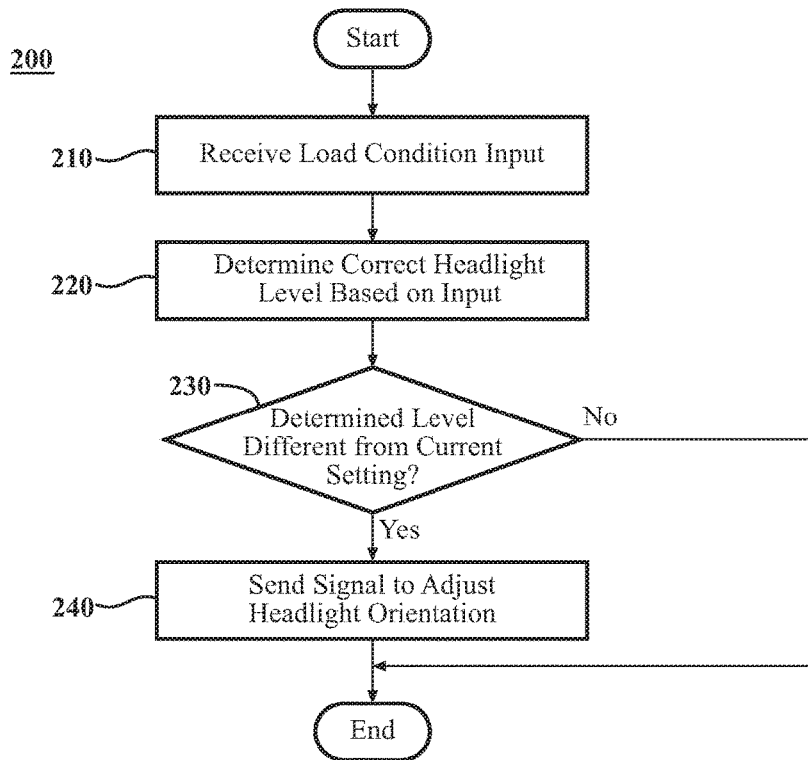 Start
200
210
Receive Load Condition Input
220
Determine Correct Headlight
Level Based on Input
230
Determined Level
Different from Current
Setting?
No
Yes
240
Send Signal to Adjust
Headlight Orientation
End